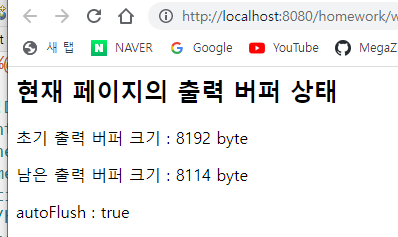 http://localhost:8080/homework/w
새 탭 NAVER Google YouTube MegaZ
현재 페이지의 출력 버퍼 상태
초기 출력 버퍼 크기 : 8192 byte
남은 출력 버퍼 크기 : 8114 byte
autoFlush : true